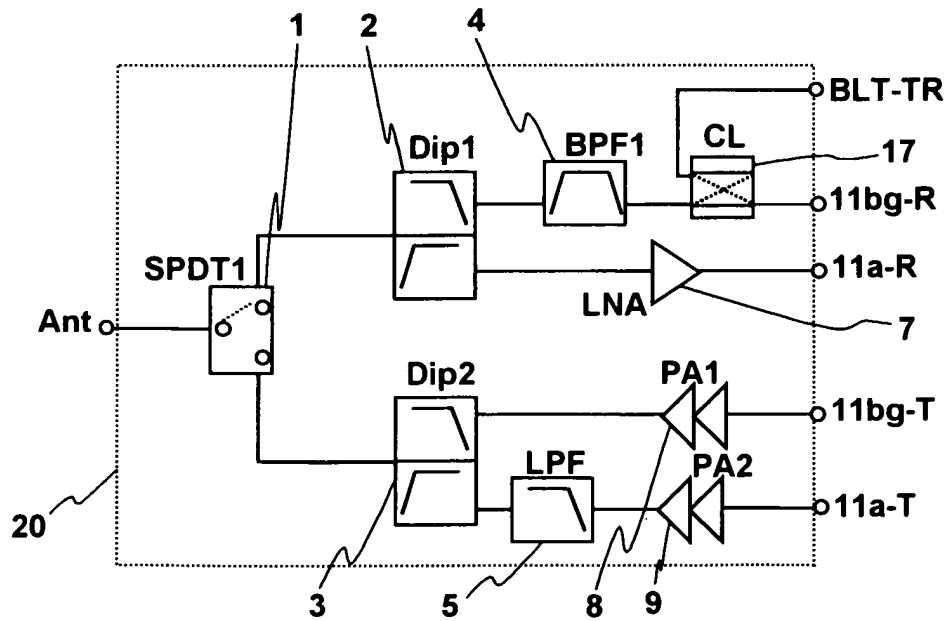 1
2
4
BLT-TR
Dip1
BPF1
CL
17
11bg-R
SPDT1
11a-R
LNA
7
Ant
Dip2
PA1
11bg-T
LPF
PA2
11a-T
20
3
5
8
9